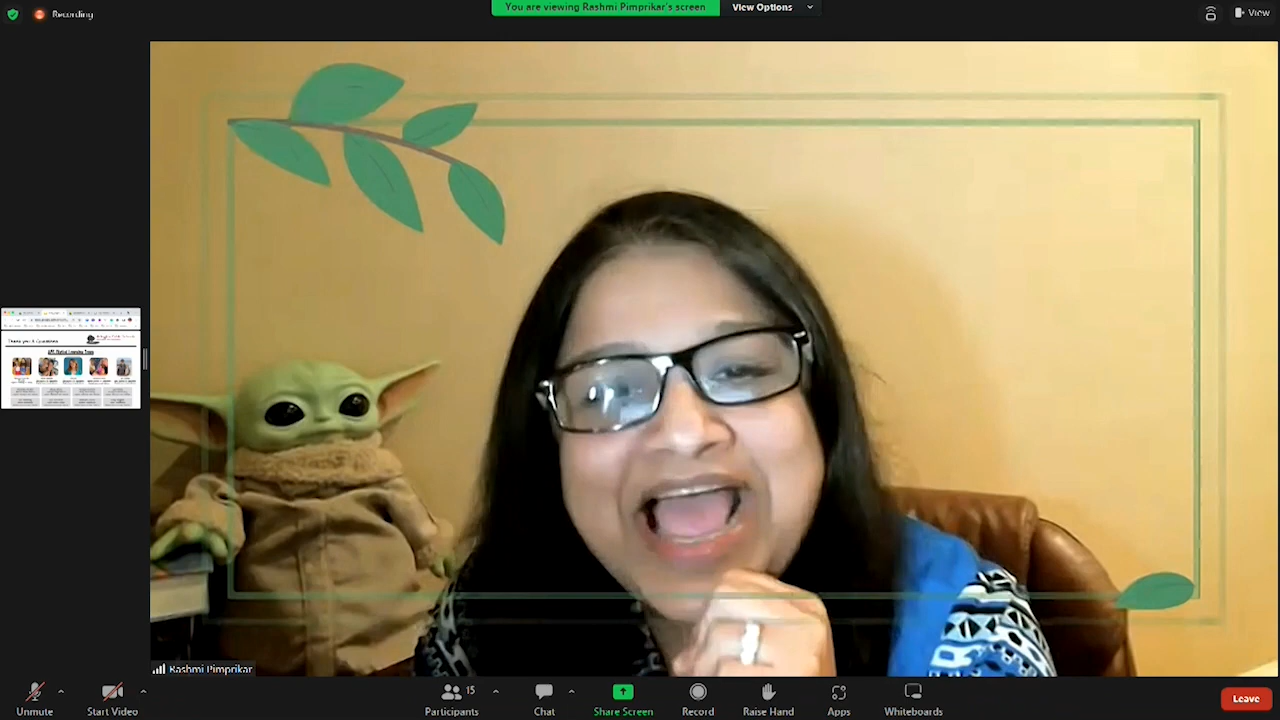 Recording
You are viewing Rashmi Pimprikar's screen
View Options
View
Rashmi Pimprikar
Unmute
Start Video
15
Participants
Chat
Share Screen
Record
Raise Hand
Apps
Whiteboards
Leave